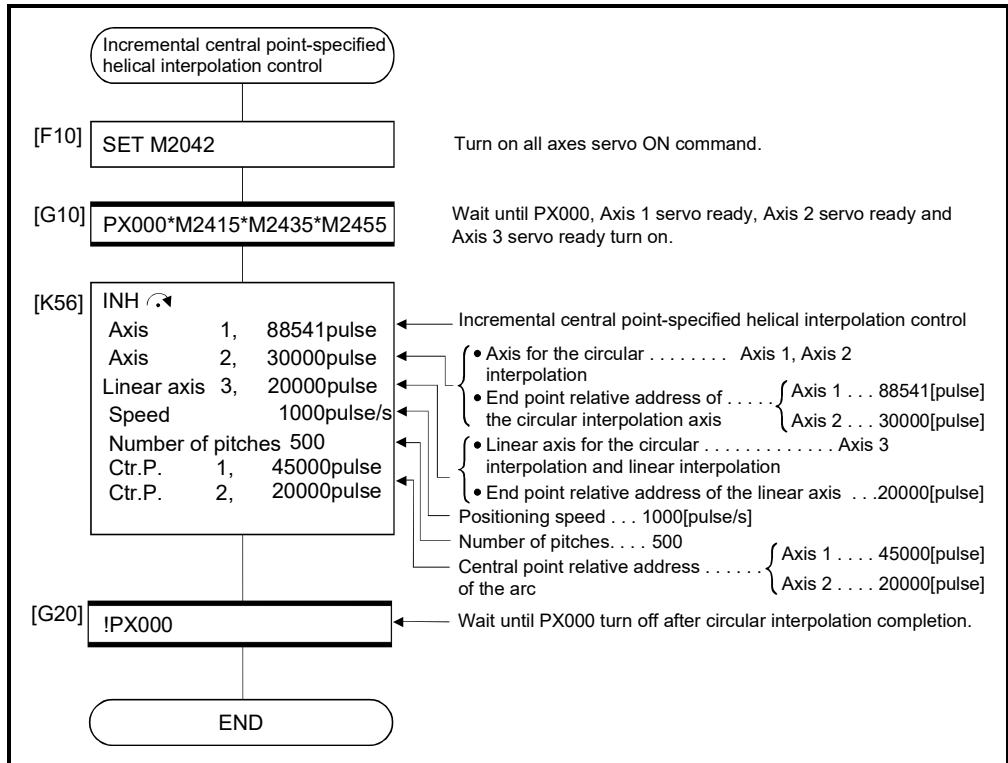 Incremental central point-specified
helical interpolation control
[F10]
SET M2042
Turn on all axes servo ON command.
[G10]
PX000*M2415*M2435*M2455
Wait until PX000, Axis 1 servo ready, Axis 2 servo ready and
Axis 3 servo ready turn on.
[K56]
INH
Axis 1, 88541pulse
Axis 2, 30000pulse
Linear axis 3, 20000pulse
Speed 1000pulse/s
Number of pitches 500
Ctr.P. 1, 45000pulse
Ctr.P. 2, 20000pulse
Incremental central point-specified helical interpolation control
• Axis for the circular . . . . . . . . Axis 1, Axis 2
interpolation
• End point relative address of . . . . . Axis 1 . . . 88541[pulse]
the circular interpolation axis Axis 2 . . . 30000[pulse]
• Linear axis for the circular . . . . . . . . . . . . . Axis 3
interpolation and linear interpolation
• End point relative address of the linear axis . . .20000[pulse]
Positioning speed . . . 1000[pulse/s]
Number of pitches. . . . 500
Central point relative address . . . . . . Axis 1 . . . . 45000[pulse]
of the arc Axis 2 . . . . 20000[pulse]
[G20]
!PX000
Wait until PX000 turn off after circular interpolation completion.
END